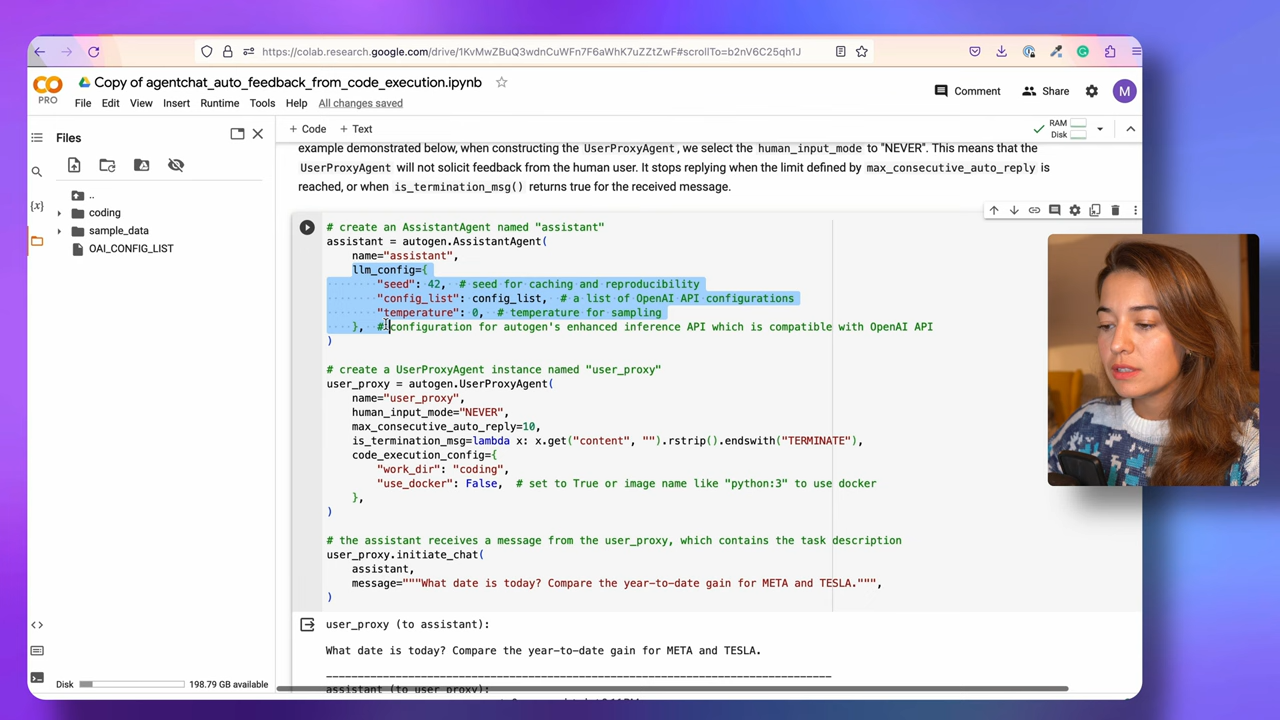 https://colab.research.google.com/drive/1KvMwZBuQ3wdnCuWFn7F6aWhK7uZZtZwF#scrollTo=b2nV6C25qh1J
CO
PRO
Copy of agentchat_auto_feedback_from_code_execution.ipynb
File Edit View Insert Runtime Tools Help All changes saved
Comment Share M
Files
+ Code + Text
RAM
Disk
{x}
..
coding
sample_data
OAI_CONFIG_LIST
Disk 198.79 GB available
example demonstrated below, when constructing the UserProxyAgent, we select the human_input_mode to "NEVER". This means that the
UserProxyAgent will not solicit feedback from the human user. It stops replying when the limit defined by max_consecutive_auto_reply is
reached, or when is_termination_msg() returns true for the received message.
# create an AssistantAgent named "assistant"
assistant = autogen.AssistantAgent(
name="assistant",
llm_config={
"seed": 42, # seed for caching and reproducibility
"config_list": config_list, # a list of OpenAI API configurations
"temperature": 0, # temperature for sampling
}, # configuration for autogen's enhanced inference API which is compatible with OpenAI API
)
# create a UserProxyAgent instance named "user_proxy"
user_proxy = autogen.UserProxyAgent(
name="user_proxy",
human_input_mode="NEVER",
max_consecutive_auto_reply=10,
is_termination_msg=lambda x: x.get("content", "").rstrip().endswith("TERMINATE"),
code_execution_config={
"work_dir": "coding",
"use_docker": False, # set to True or image name like "python:3" to use docker
},
)
# the assistant receives a message from the user_proxy, which contains the task description
user_proxy.initiate_chat(
assistant,
message="""What date is today? Compare the year-to-date gain for META and TESLA.""",
)
user_proxy (to assistant):
What date is today? Compare the year-to-date gain for META and TESLA.
--------------------------------------------------------------------------------
assistant (to user_proxy):